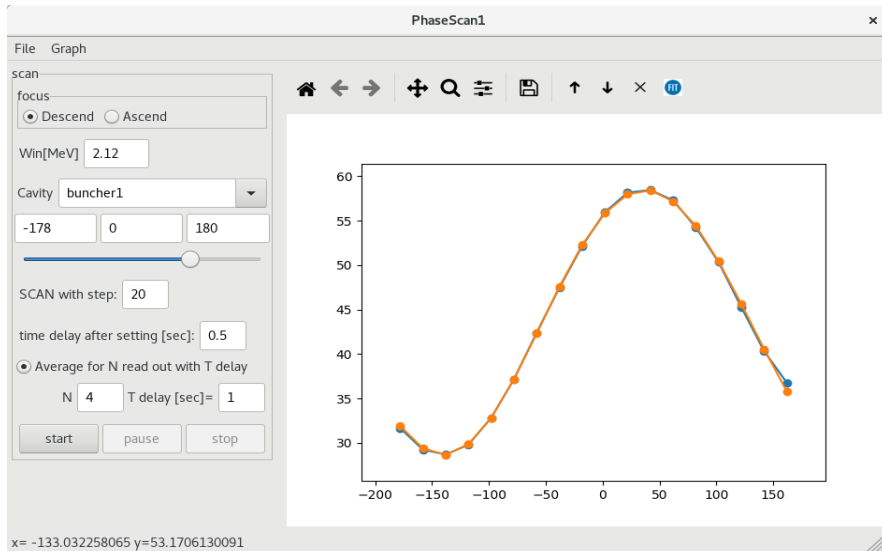 PhaseScan1 ×
File Graph
scan
focus
Descend Ascend
Win[MeV] 2.12
Cavity buncher1
-178 0 180
SCAN with step: 20
time delay after setting [sec]: 0.5
Average for N read out with T delay
N 4 T delay [sec]= 1
start pause stop
FIT
60
55
50
45
40
35
30
−200 −150 −100 −50 0 50 100 150
x= -133.032258065 y=53.1706130091